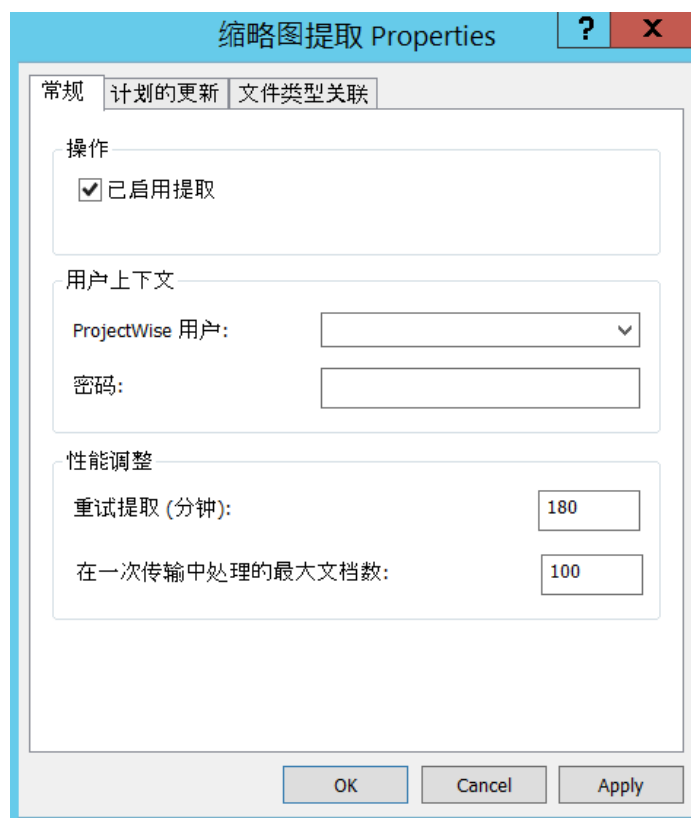 缩略图提取 Properties
? x
常规 计划的更新 文件类型关联
操作
已启用提取
用户上下文
ProjectWise 用户:
密码:
性能调整
重试提取 (分钟): 180
在一次传输中处理的最大文档数: 100
OK Cancel Apply